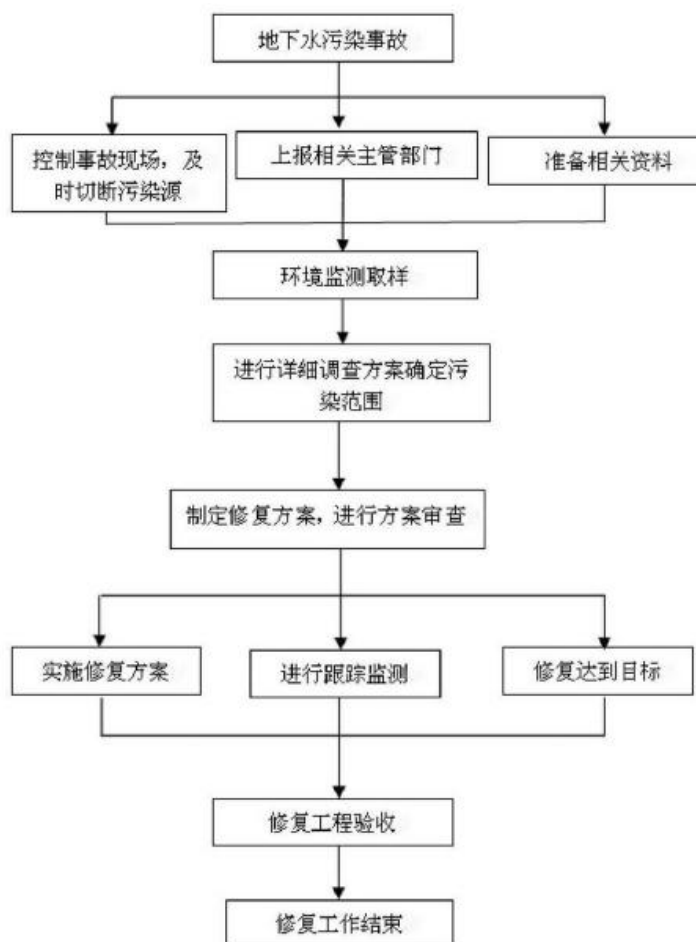 地下水污染事故
控制事故现场，及
时切断污染源
上报相关主管部门
准备相关资料
环境监测取样
进行详细调查方案确定污
染范围
制定修复方案，进行方案审查
实施修复方案
进行跟踪监测
修复达到目标
修复工程验收
修复工作结束